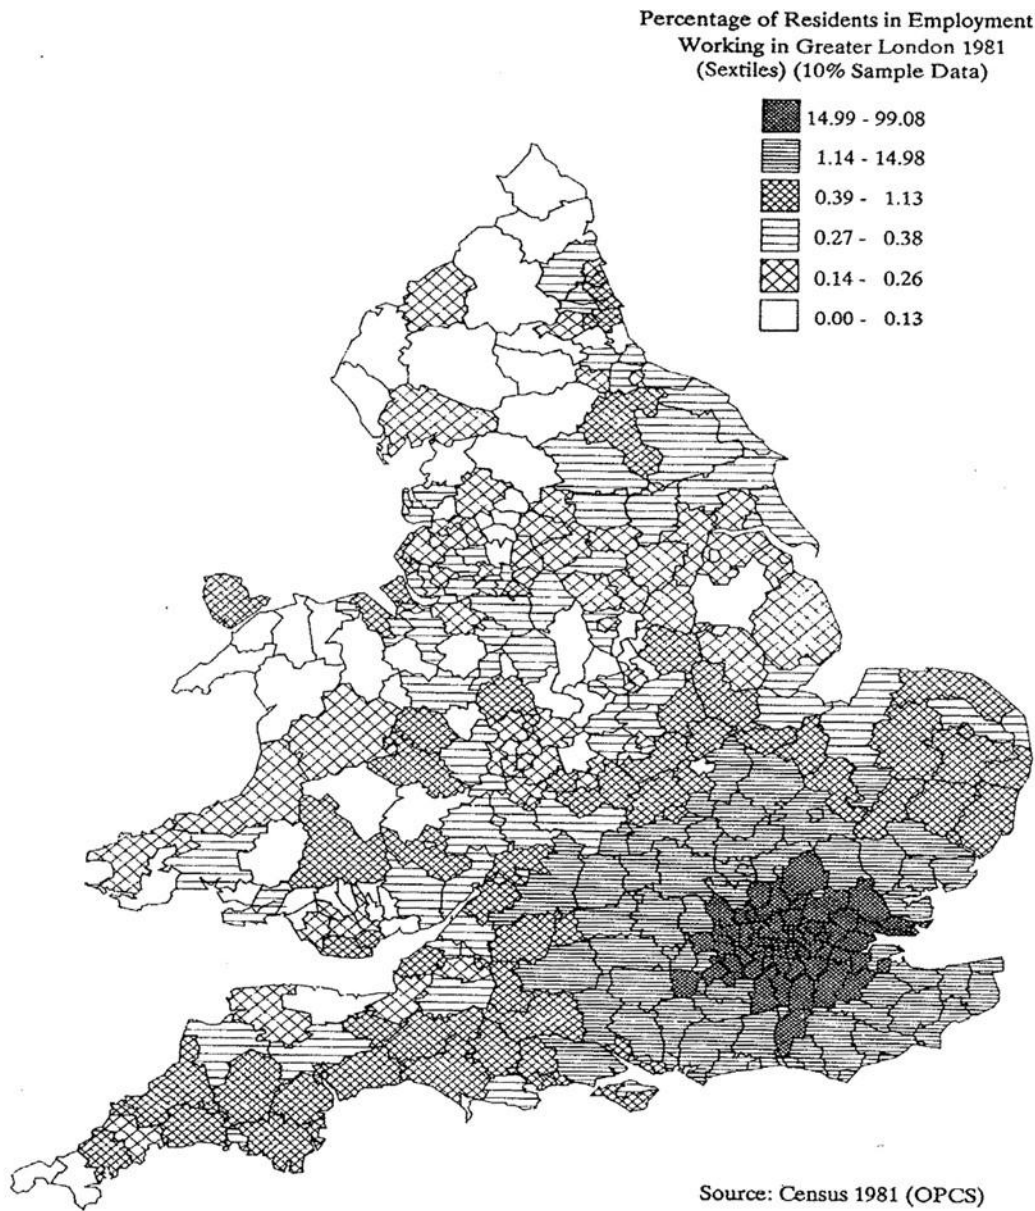 Percentage of Residents in Employment
Working in Greater London 1981
(Sextiles) (10% Sample Data)
14.99 - 99.08
1.14 - 14.98
0.39 - 1.13
0.27 - 0.38
0.14 - 0.26
0.00 - 0.13
Source: Census 1981 (OPCS)